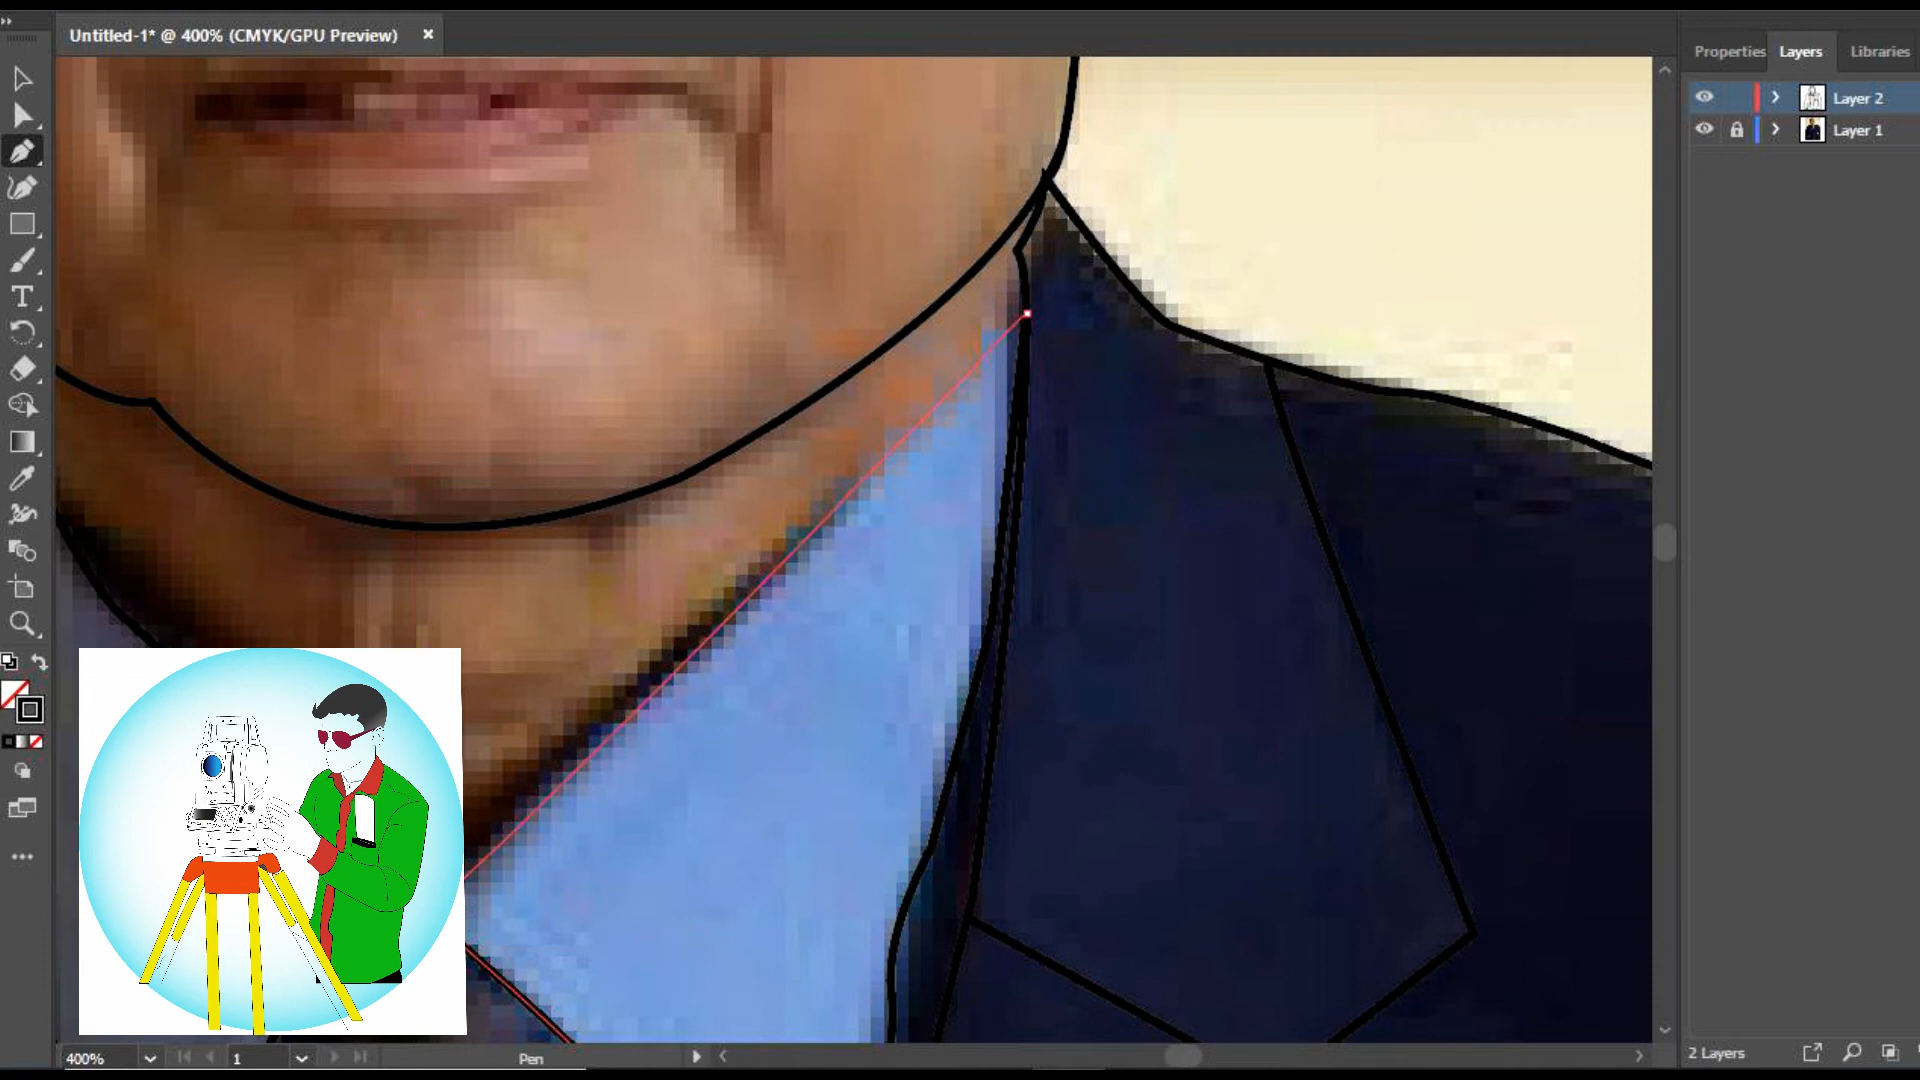 Untitled-1* @ 400% (CMYK/GPU Preview) ×
Properties Layers Libraries
Layer 2
Layer 1
400% 1 Pen
2 Layers